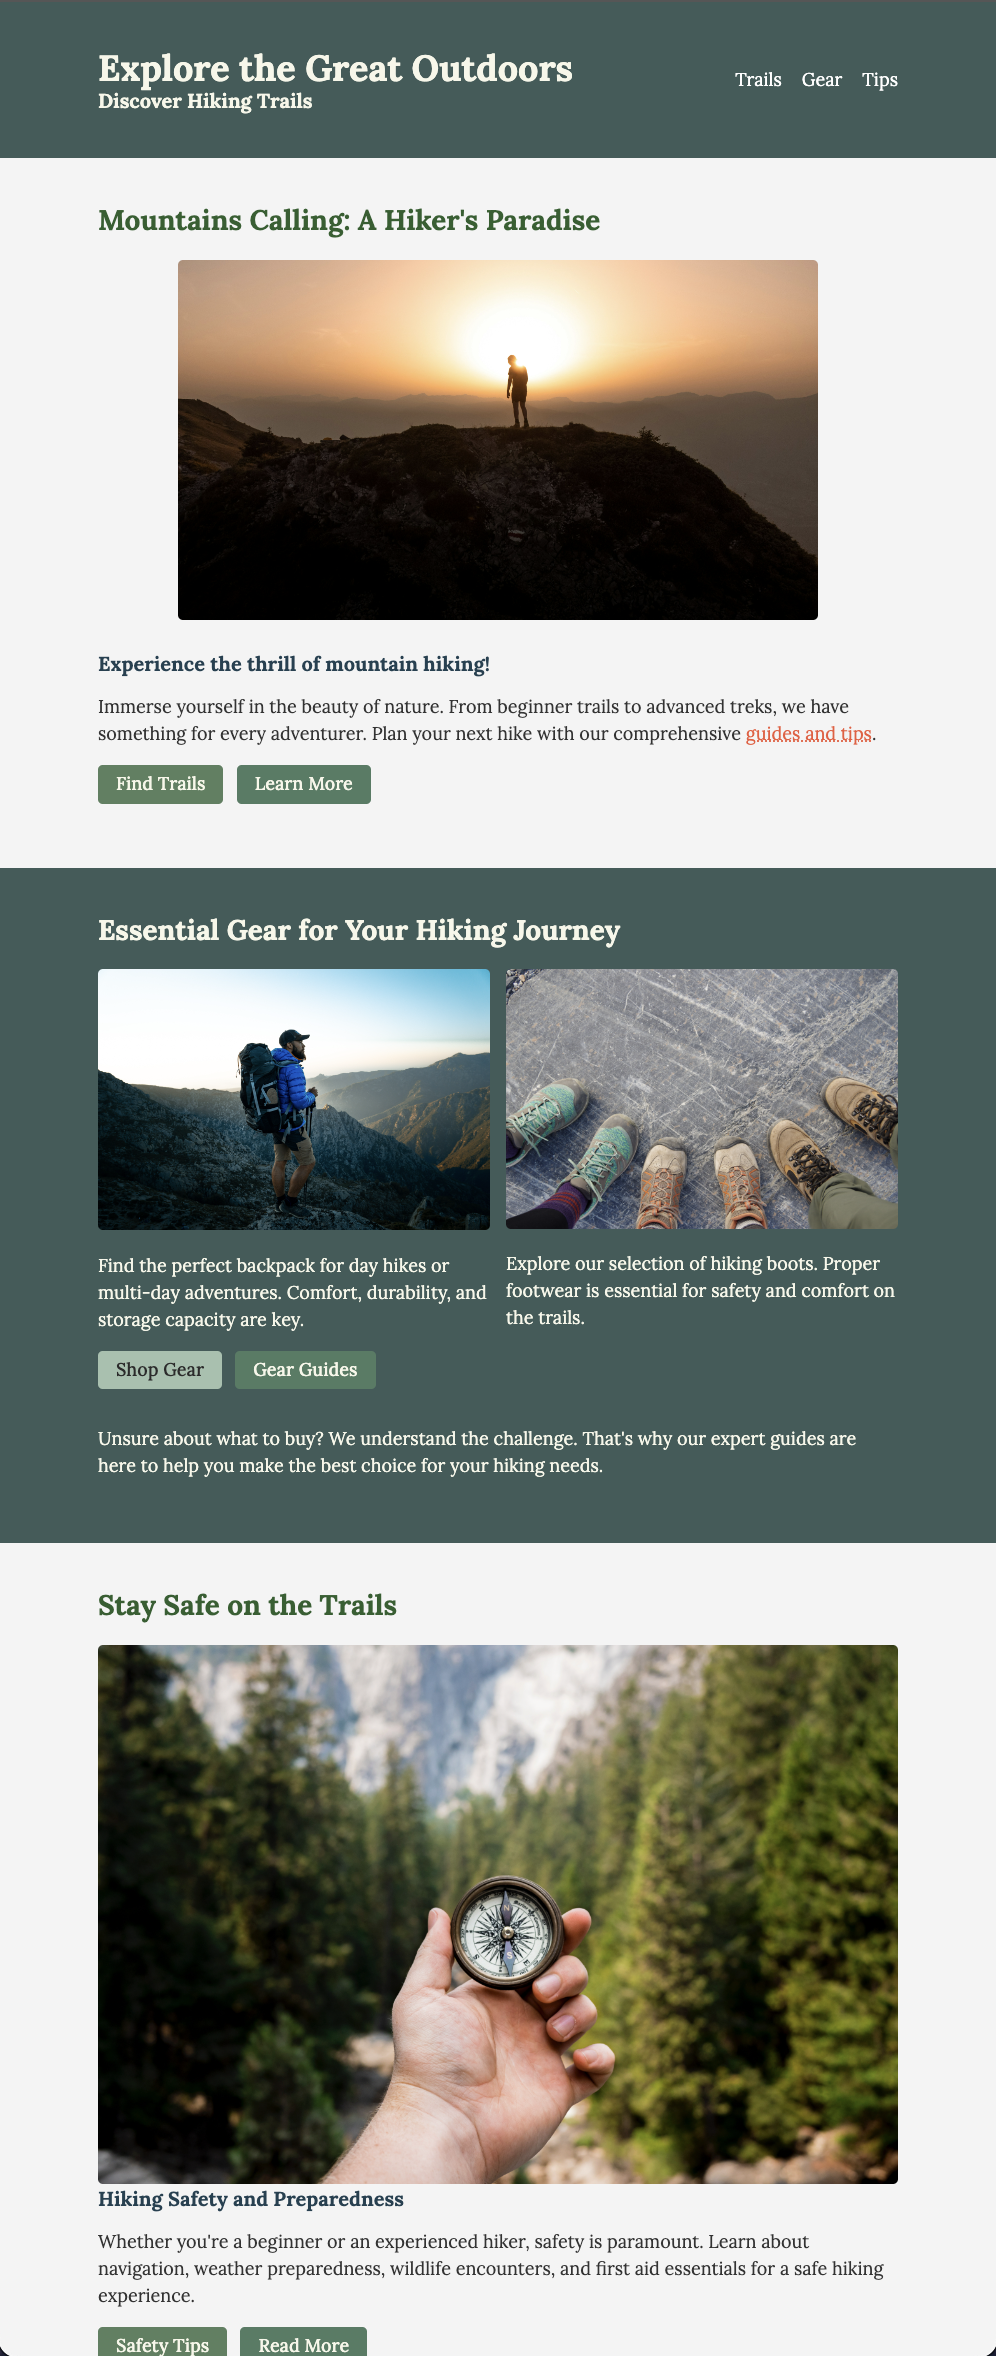 Explore the Great Outdoors
Discover Hiking Trails
Trails Gear Tips
Mountains Calling: A Hiker's Paradise
Experience the thrill of mountain hiking!
Immerse yourself in the beauty of nature. From beginner trails to advanced treks, we have
something for every adventurer. Plan your next hike with our comprehensive guides and tips.
Find Trails
Learn More
Essential Gear for Your Hiking Journey
Find the perfect backpack for day hikes or
multi-day adventures. Comfort, durability, and
storage capacity are key.
Shop Gear
Gear Guides
Explore our selection of hiking boots. Proper
footwear is essential for safety and comfort on
the trails.
Unsure about what to buy? We understand the challenge. That's why our expert guides are
here to help you make the best choice for your hiking needs.
Stay Safe on the Trails
N
S
Hiking Safety and Preparedness
Whether you're a beginner or an experienced hiker, safety is paramount. Learn about
navigation, weather preparedness, wildlife encounters, and first aid essentials for a safe hiking
experience.
Safety Tips
Read More